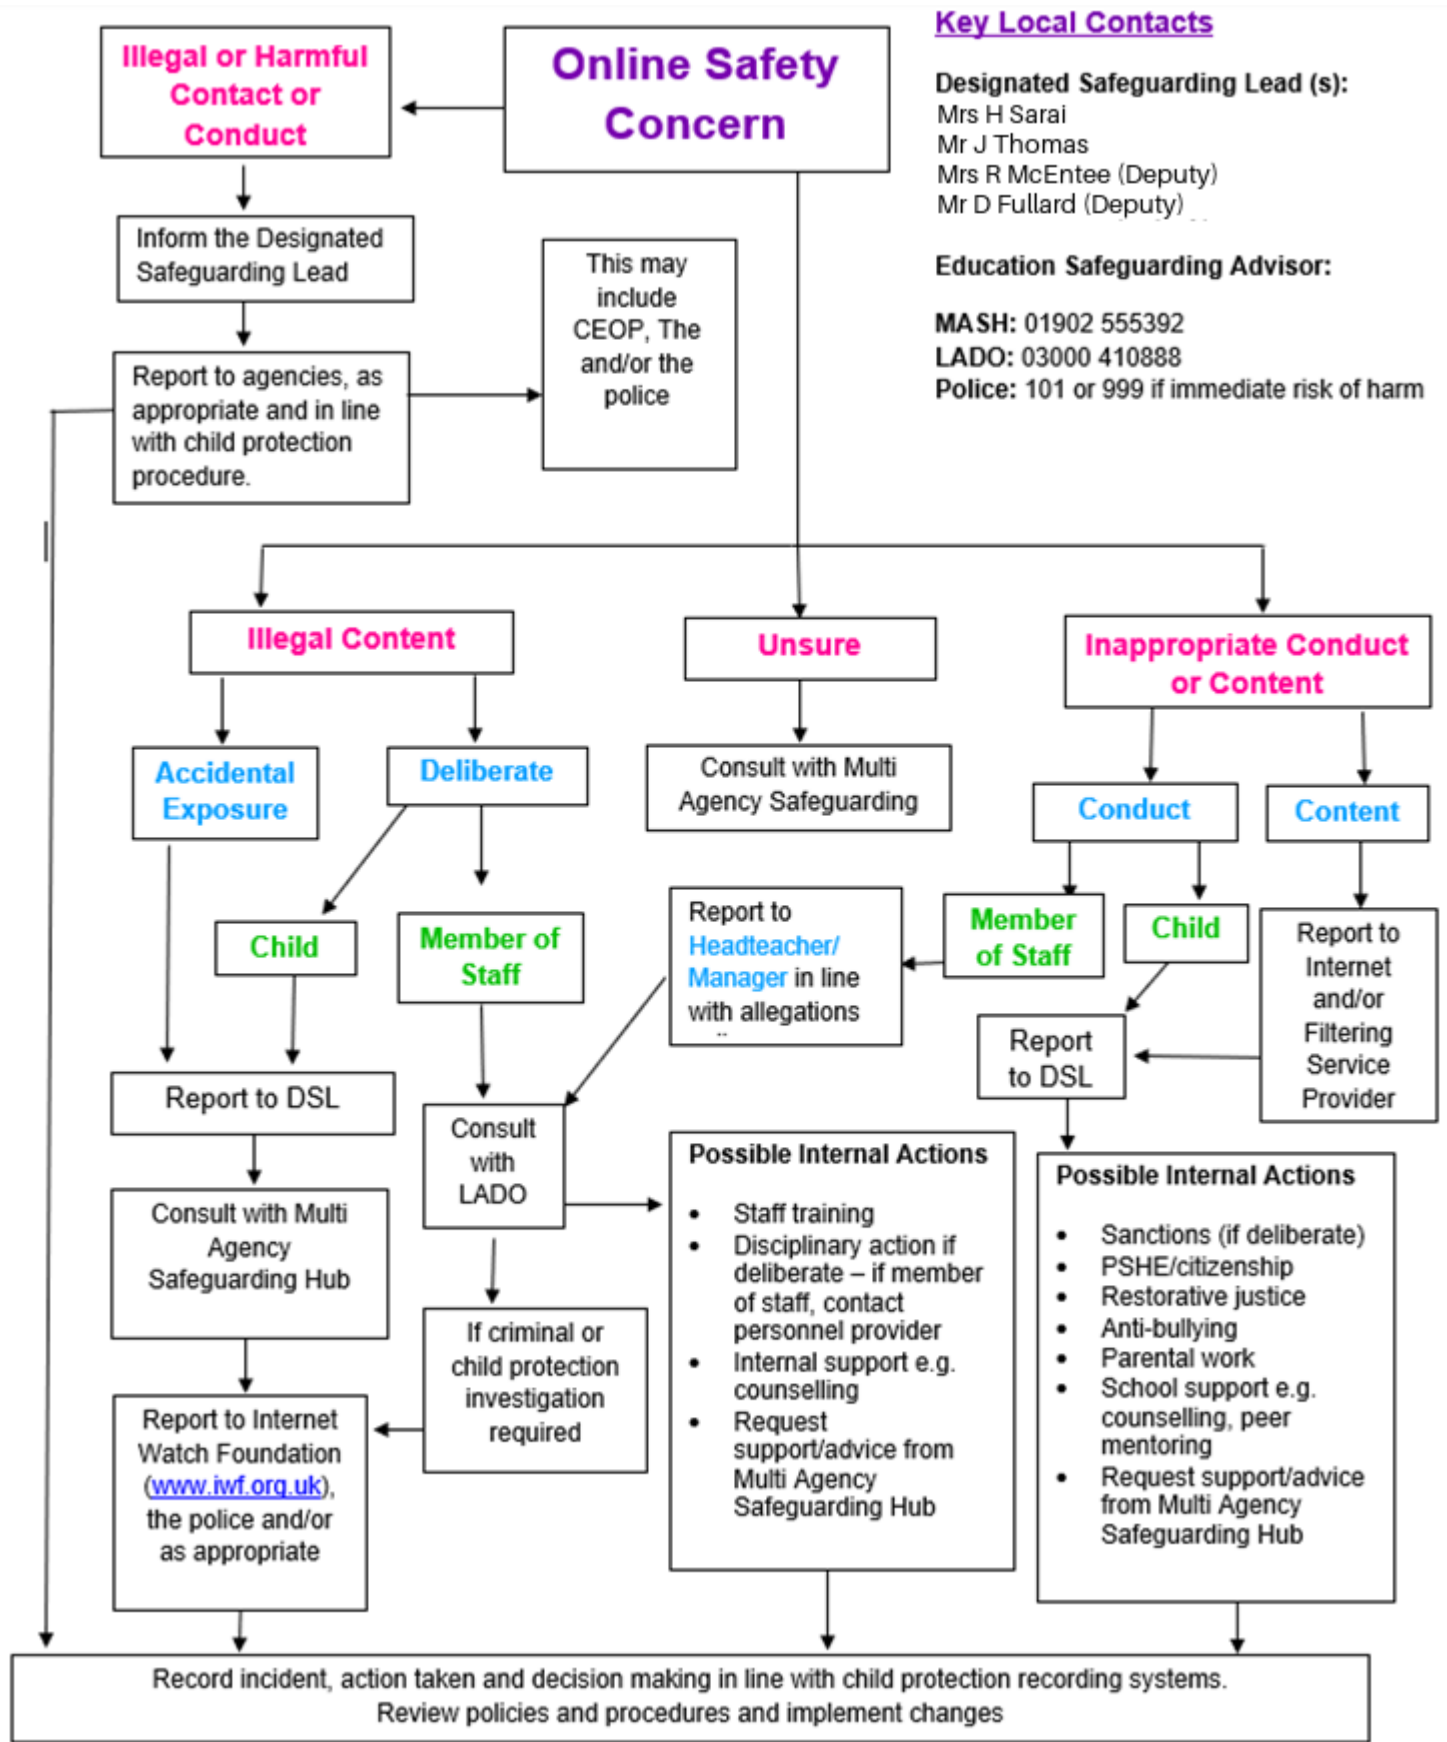 Online Safety
Concern
Illegal or Harmful
Contact or
Conduct
Inform the Designated
Safeguarding Lead
Report to agencies, as
appropriate and in line
with child protection
procedure.
This may
include
CEOP, The
and/or the
police
Key Local Contacts
Designated Safeguarding Lead (s):
Mrs H Sarai
Mr J Thomas
Mrs R McEntee (Deputy)
Mr D Fullard (Deputy)
Education Safeguarding Advisor:
MASH: 01902 555392
LADO: 03000 410888
Police: 101 or 999 if immediate risk of harm
Illegal Content
Accidental
Exposure
Deliberate
Child
Member of
Staff
Report to DSL
Consult with Multi
Agency
Safeguarding Hub
Report to Internet
Watch Foundation
(www.iwf.org.uk),
the police and/or
as appropriate
Consult
with
LADO
If criminal or
child protection
investigation
required
Unsure
Consult with Multi
Agency Safeguarding
Report to
Headteacher/
Manager in line
with allegations
Possible Internal Actions
• Staff training
• Disciplinary action if
deliberate – if member
of staff, contact
personnel provider
• Internal support e.g.
counselling
• Request
support/advice from
Multi Agency
Safeguarding Hub
Inappropriate Conduct
or Content
Conduct
Content
Member
of Staff
Child
Report to
Internet
and/or
Filtering
Service
Provider
Report
to DSL
Possible Internal Actions
• Sanctions (if deliberate)
• PSHE/citizenship
• Restorative justice
• Anti-bullying
• Parental work
• School support e.g.
counselling, peer
mentoring
• Request support/advice
from Multi Agency
Safeguarding Hub
Record incident, action taken and decision making in line with child protection recording systems.
Review policies and procedures and implement changes